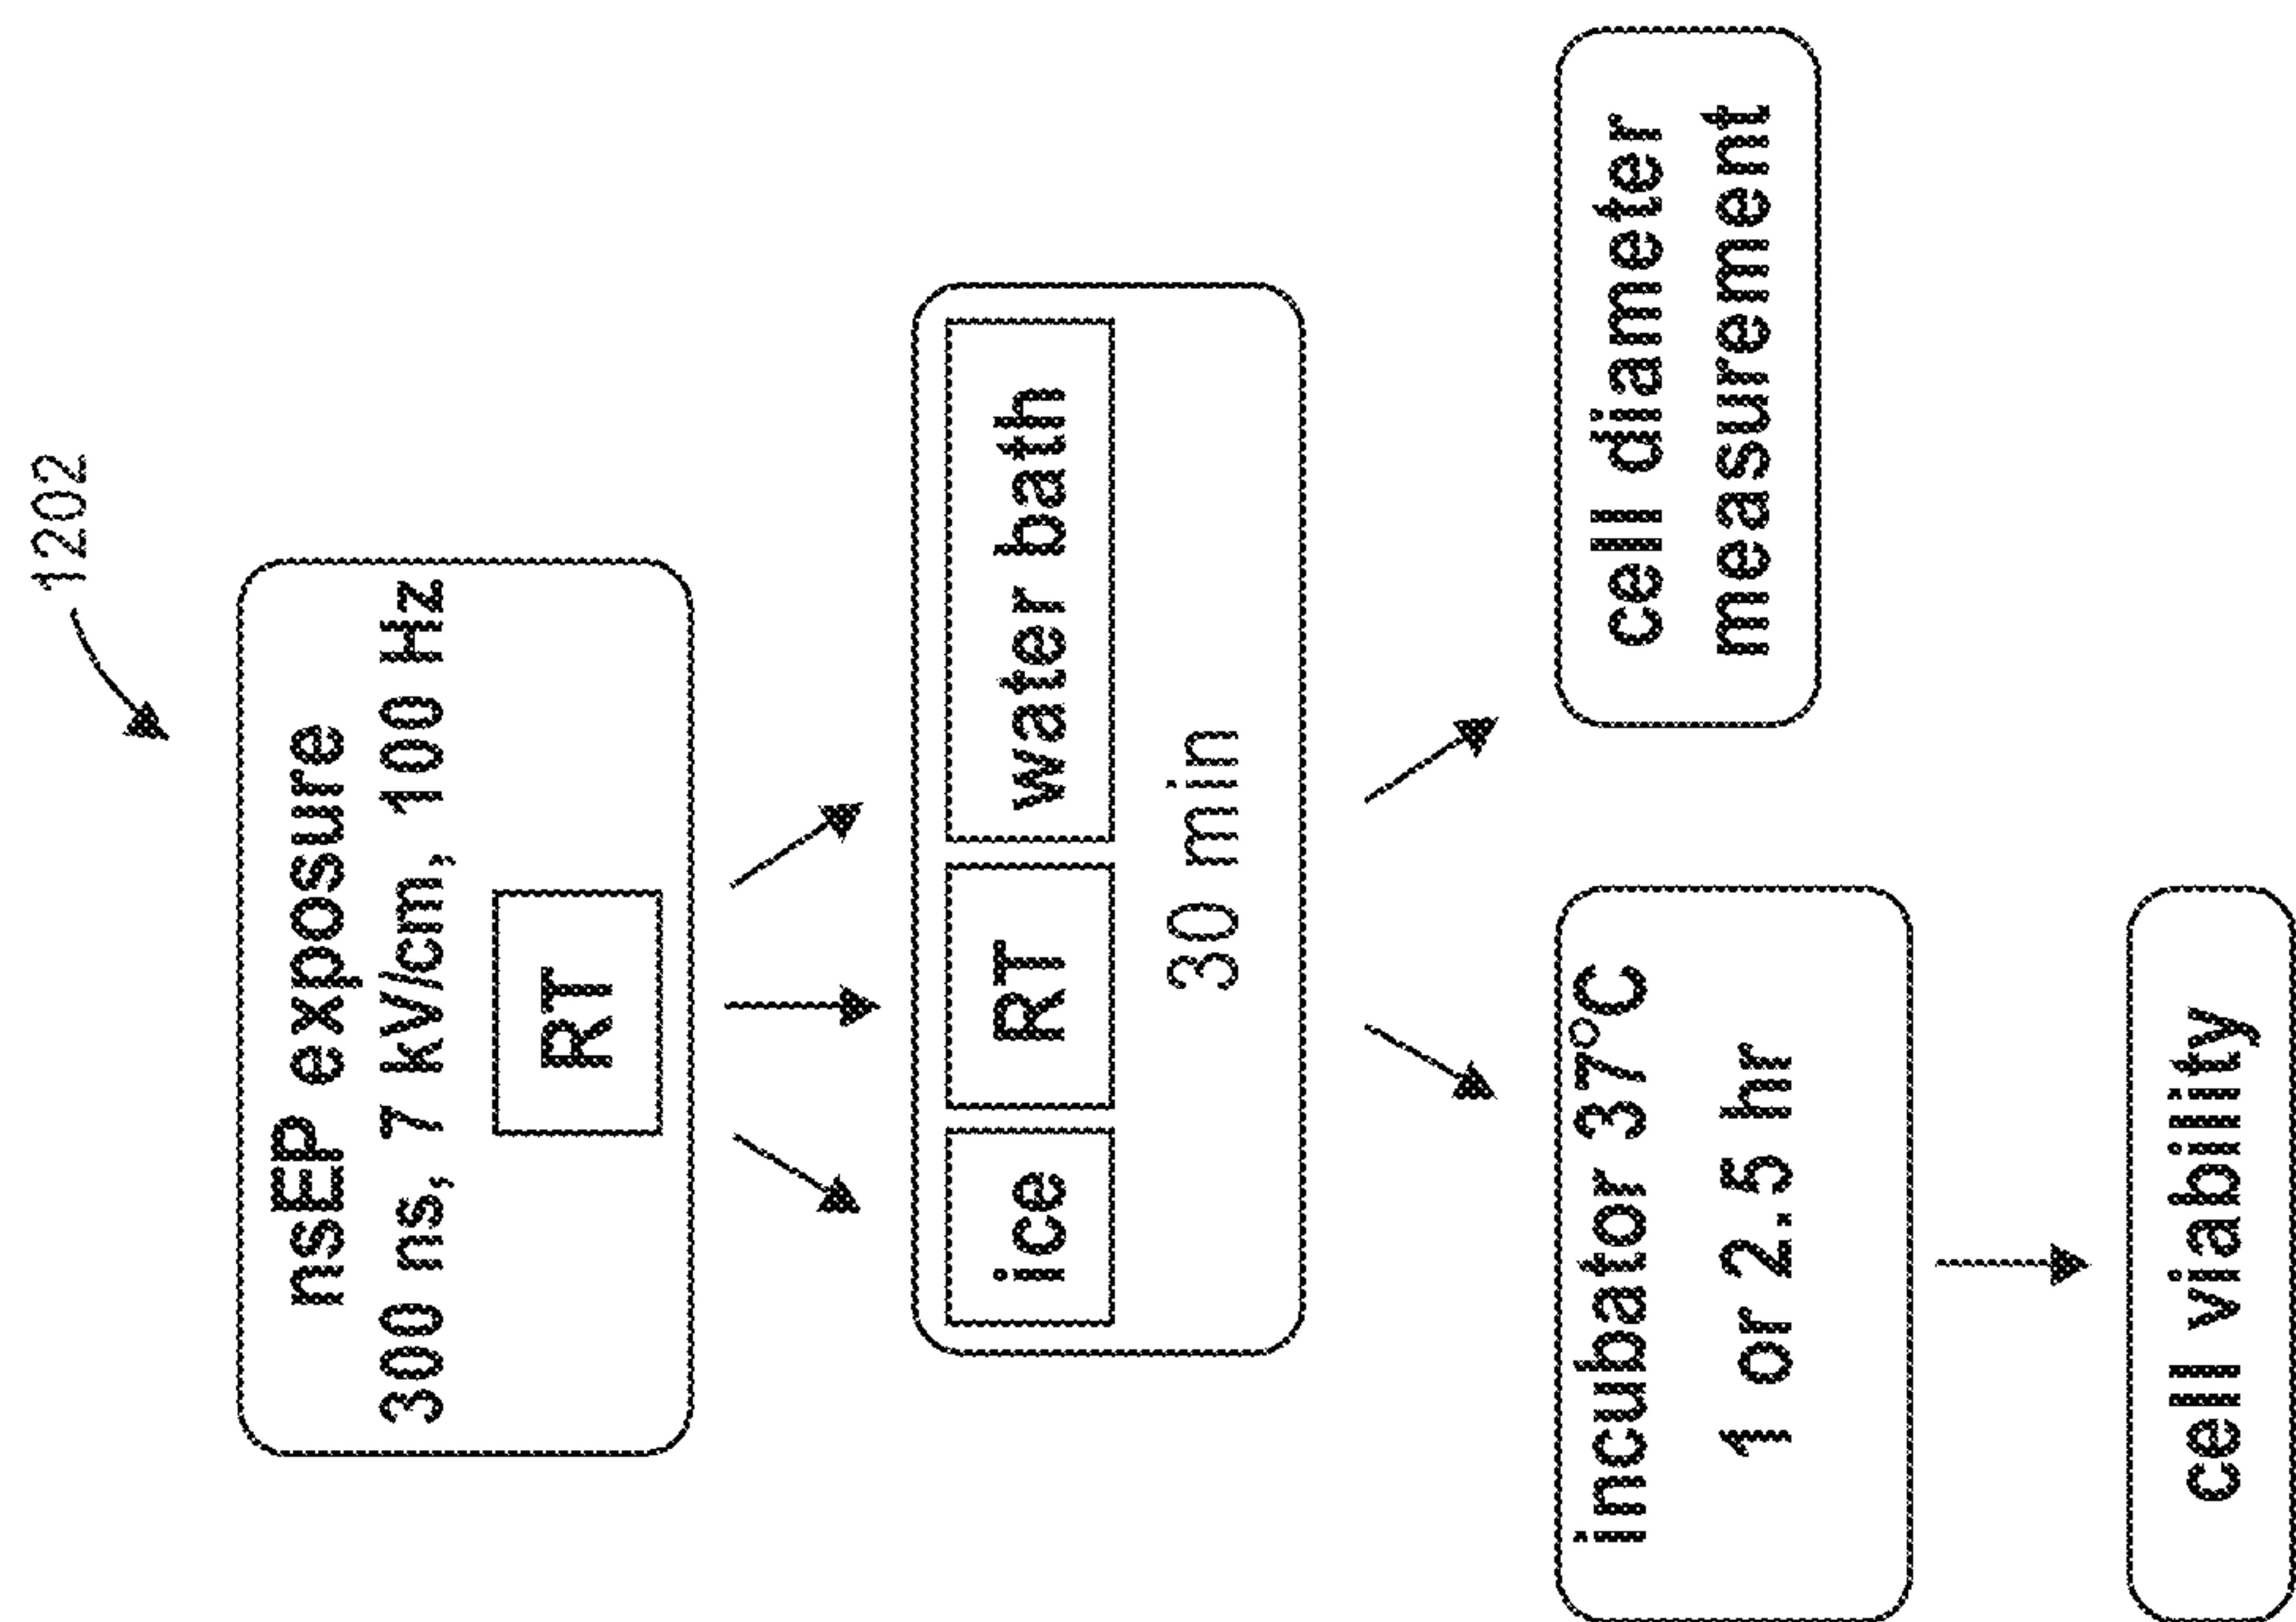 1202
nsEP exposure
300 ns, 7 kV/cm, 100 Hz
RT
ice
RT
water bath
30 min
incubator 37°C
1 or 2.5 hr
cell diameter
measurement
cell viability